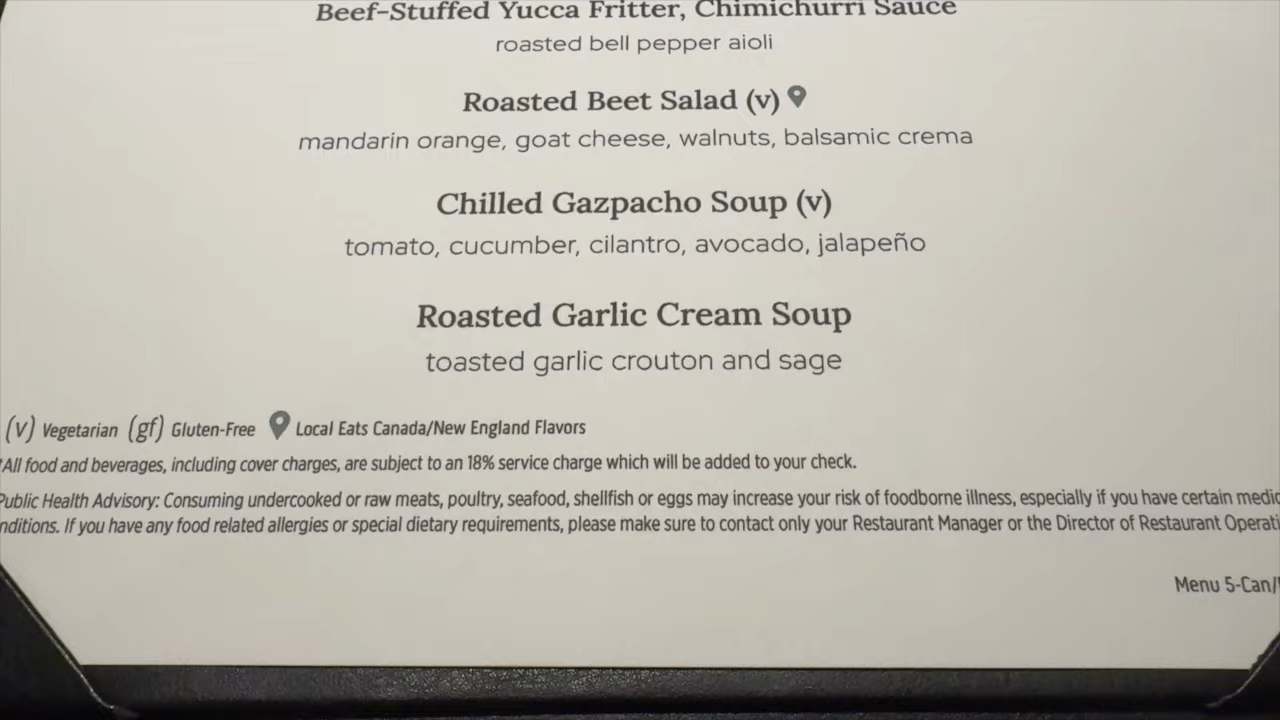 Beef-Stuffed Yucca Fritter, Chimichurri Sauce
roasted bell pepper aioli
Roasted Beet Salad (v)
mandarin orange, goat cheese, walnuts, balsamic crema
Chilled Gazpacho Soup (v)
tomato, cucumber, cilantro, avocado, jalapeño
Roasted Garlic Cream Soup
toasted garlic crouton and sage
(v) Vegetarian (gf) Gluten-Free Local Eats Canada/New England Flavors
*All food and beverages, including cover charges, are subject to an 18% service charge which will be added to your check.
Public Health Advisory: Consuming undercooked or raw meats, poultry, seafood, shellfish or eggs may increase your risk of foodborne illness, especially if you have certain
If you have any food related allergies or special dietary requirements, please make sure to contact only your Restaurant Manager or the Director of Restaurant
Menu 5-Can/